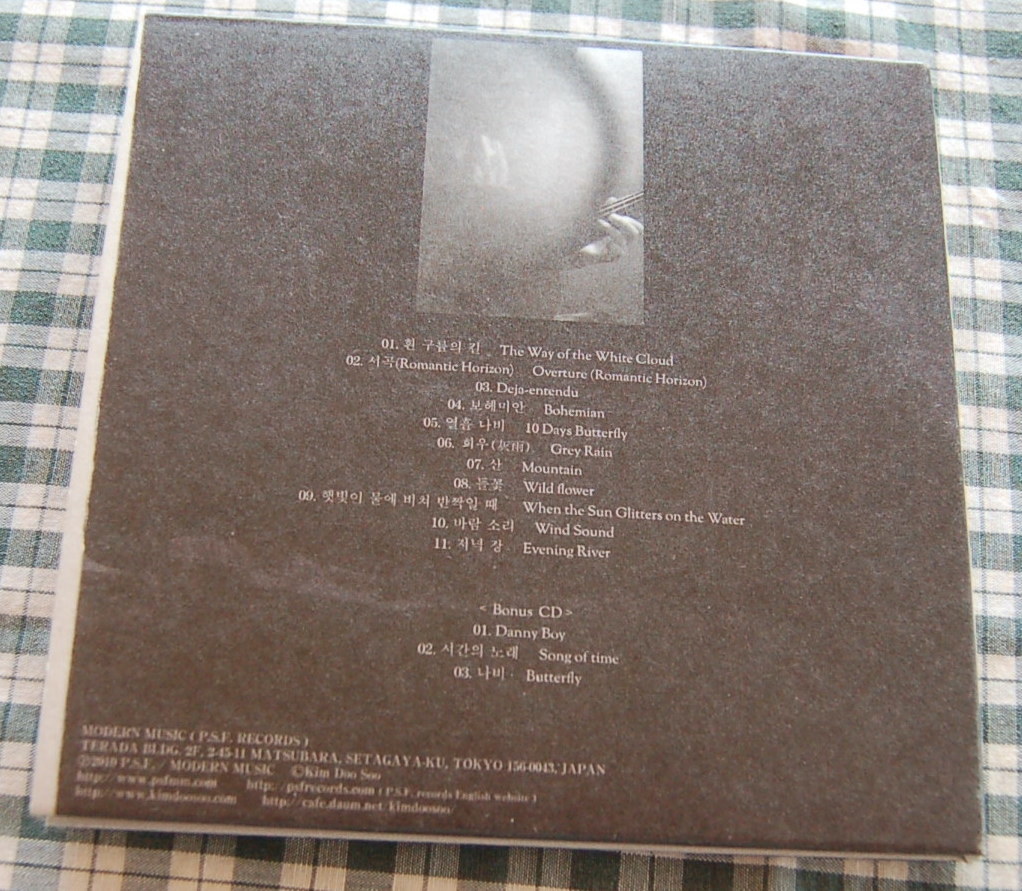 01. 흰 구름의 길 The Way of the White Cloud
02. 서곡(Romantic Horizon) Overture (Romantic Horizon)
03. Deja-entendu
04. 보헤미안 Bohemian
05. 열흘 나비 10 Days Butterfly
06. 회우(灰雨) Grey Rain
07. 산 Mountain
08. 들꽃 Wild flower
09. 햇빛이 물에 비쳐 반짝일 때 When the Sun Glitters on the Water
10. 바람 소리 Wind Sound
11. 저녁 강 Evening River
< Bonus CD >
01. Danny Boy
02. 시간의 노래 Song of time
03. 나비 Butterfly
MODERN MUSIC ( P.S.F. RECORDS )
TERADA BLDG. 2F, 2-45-11 MATSUBARA, SETAGAYA-KU, TOKYO 156-0043, JAPAN
℗2010 P.S.F. / MODERN MUSIC ©Kim Doo Soo
http://www.psfmm.com http://psfrecords.com ( P.S.F. records English website )
http://www.kimdoosoo.com http://cafe.daum.net/kimdoosoo/